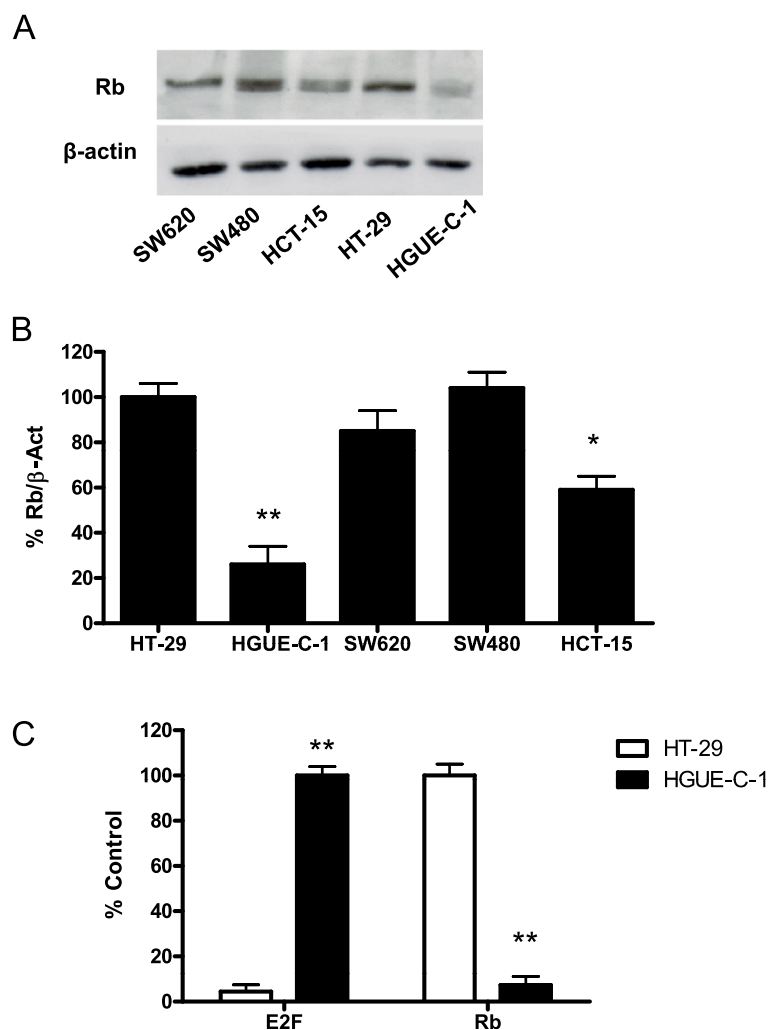 A
Rb
β-actin
SW620 SW480 HCT-15 HT-29 HGUE-C-1
B
% Rb/β-Act
120
100
80
60
40
20
0
**
*
HT-29 HGUE-C-1 SW620 SW480 HCT-15
C
% Control
120
100
80
60
40
20
0
**
**
E2F Rb
HT-29
HGUE-C-1